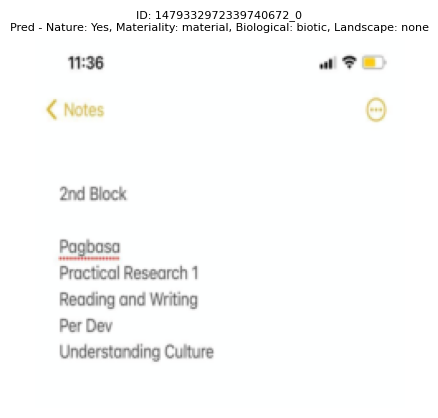 ID: 1479332972339740672_0
Pred - Nature: Yes, Materiality: material, Biological: biotic, Landscape: none
11:36
Notes
2nd Block
Pagbasa
Practical Research 1
Reading and Writing
Per Dev
Understanding Culture